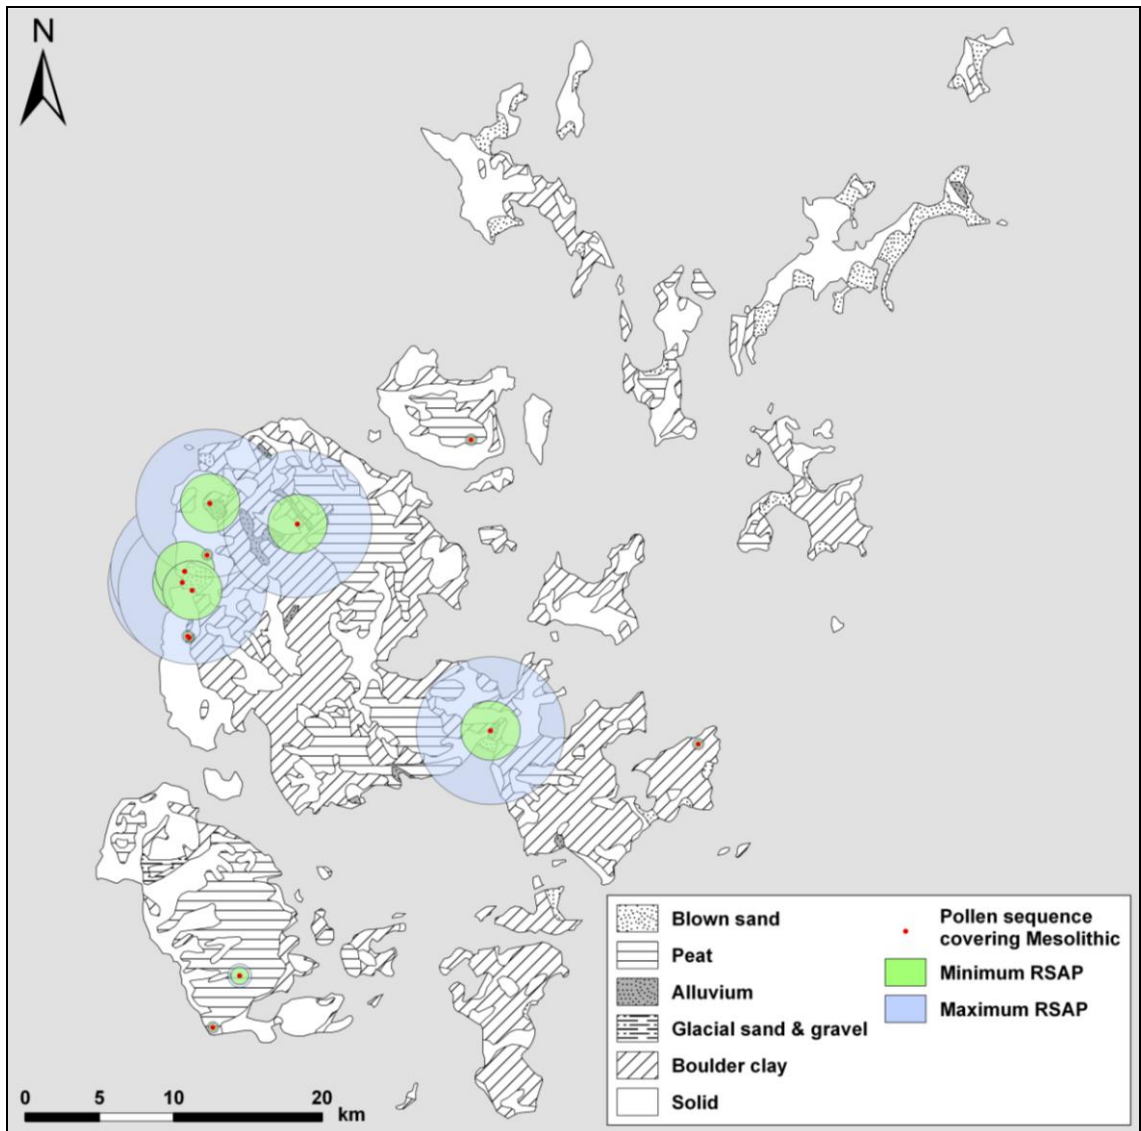 N
Blown sand
Peat
Alluvium
Glacial sand & gravel
Boulder clay
Solid
Pollen sequence
covering Mesolithic
Minimum RSAP
Maximum RSAP
0 5 10 20
km